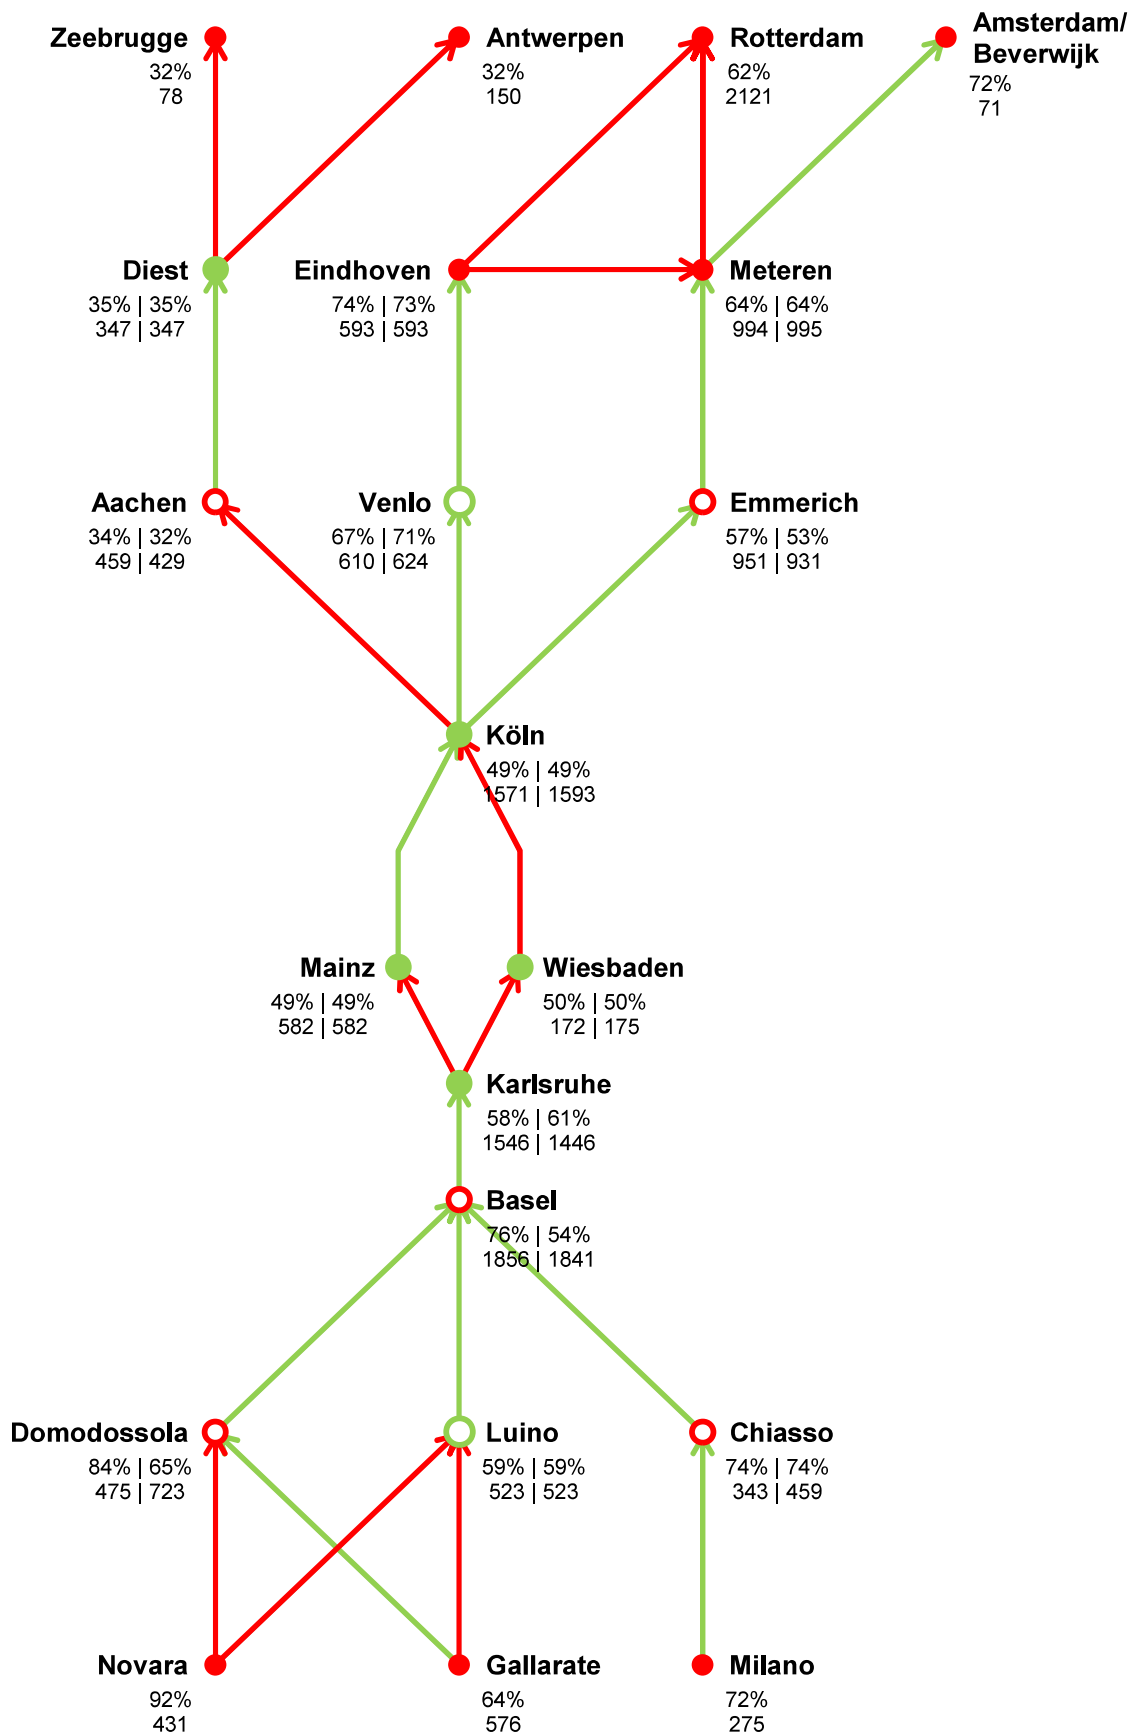 Zeebrugge
32%
78
Antwerpen
32%
150
Rotterdam
62%
2121
Amsterdam/
Beverwijk
72%
71
Diest
35% | 35%
347 | 347
Eindhoven
74% | 73%
593 | 593
Meteren
64% | 64%
994 | 995
Aachen
34% | 32%
459 | 429
Venlo
67% | 71%
610 | 624
Emmerich
57% | 53%
951 | 931
Köln
49% | 49%
1571 | 1593
Mainz
49% | 49%
582 | 582
Wiesbaden
50% | 50%
172 | 175
Karlsruhe
58% | 61%
1546 | 1446
Basel
76% | 54%
1856 | 1841
Domodossola
84% | 65%
475 | 723
Luino
59% | 59%
523 | 523
Chiasso
74% | 74%
343 | 459
Novara
92%
431
Gallarate
64%
576
Milano
72%
275